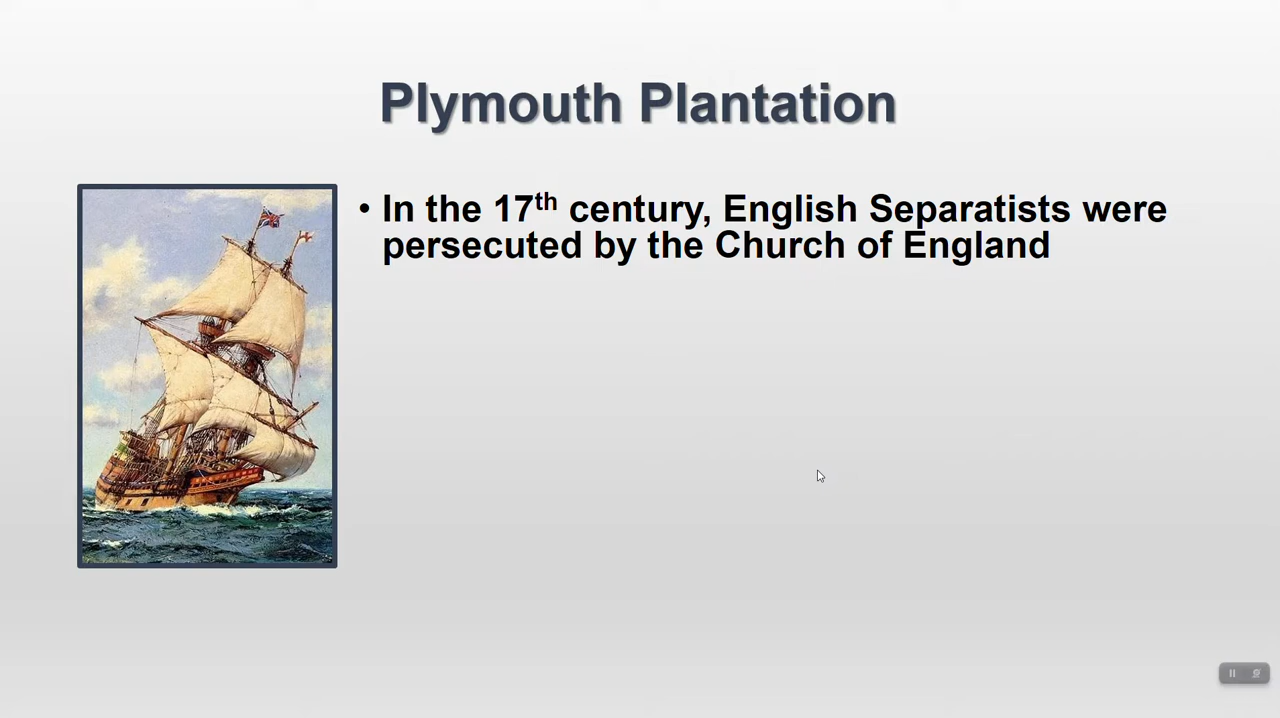 Plymouth Plantation
• In the 17th century, English Separatists were
persecuted by the Church of England